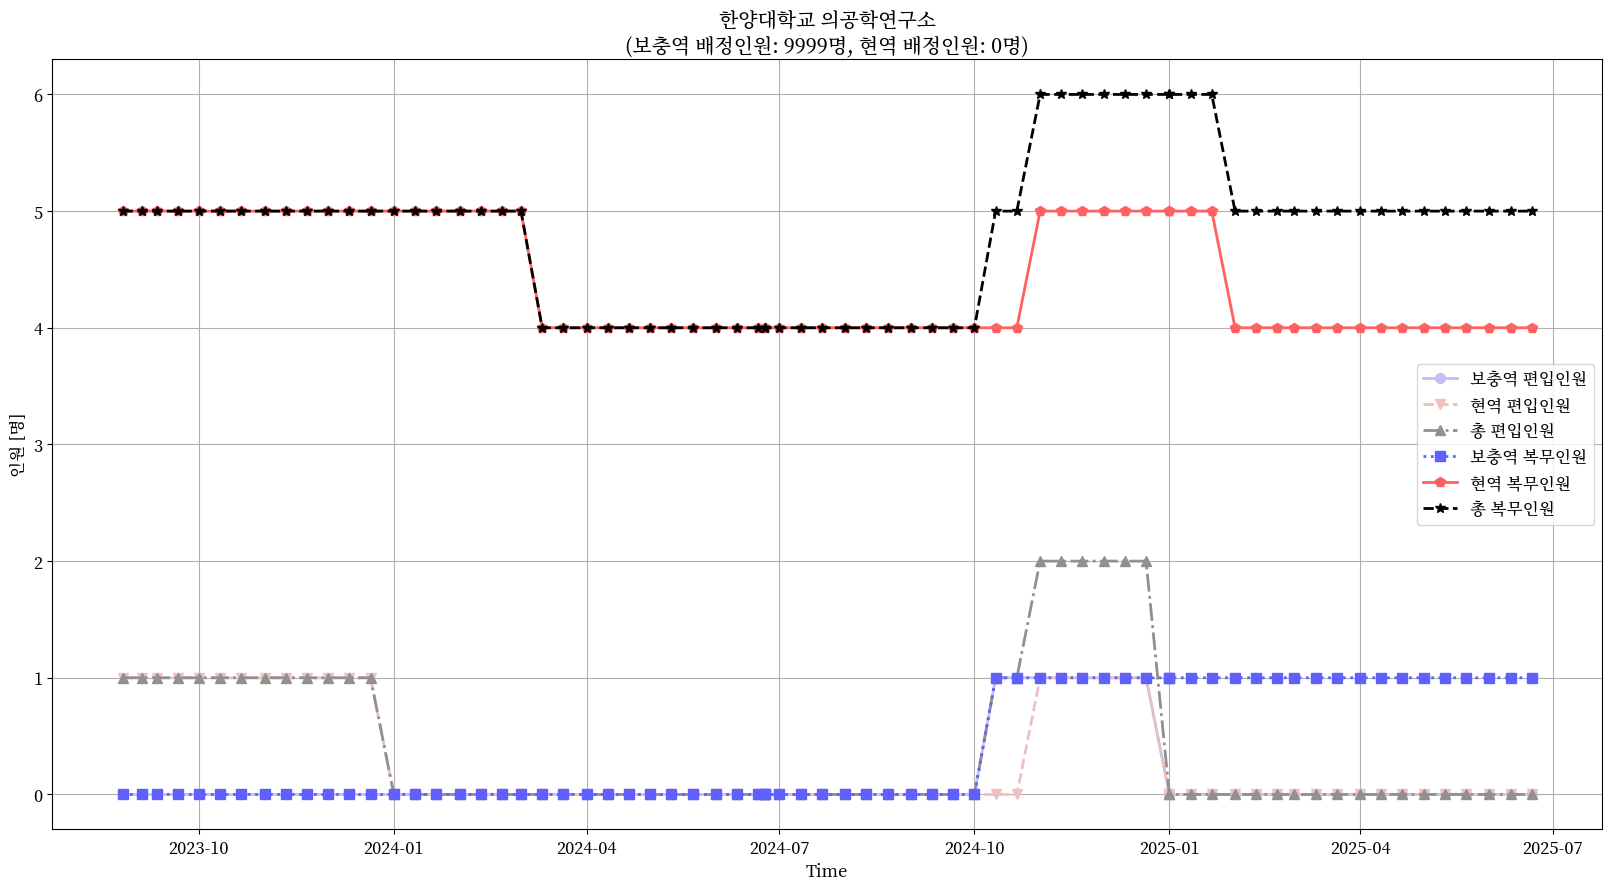 한양대학교 의공학연구소
(보충역 배정인원: 9999명, 현역 배정인원: 0명)
인원 [명]
6
5
4
3
2
1
0
보충역 편입인원
현역 편입인원
총 편입인원
보충역 복무인원
현역 복무인원
총 복무인원
2023-10 2024-01 2024-04 2024-07 2024-10 2025-01 2025-04 2025-07
Time